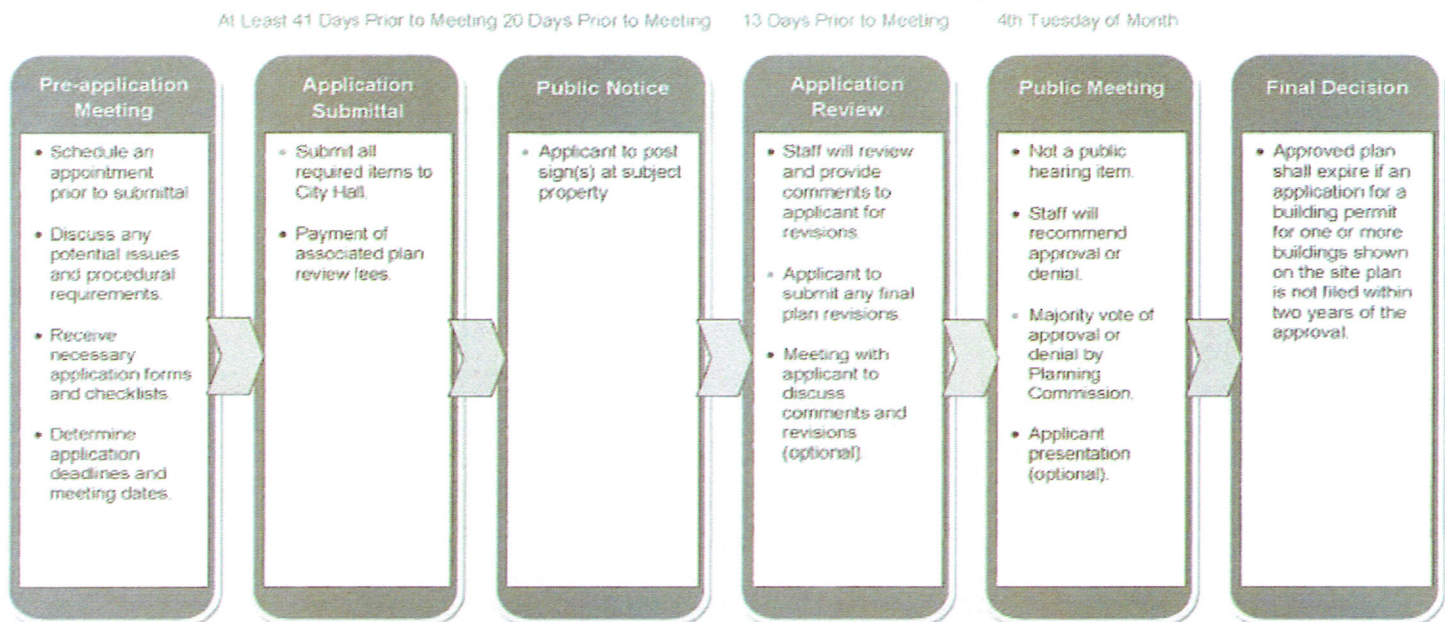 At Least 41 Days Prior to Meeting 20 Days Prior to Meeting 13 Days Prior to Meeting 4th Tuesday of Month
Pre-application
Meeting
• Schedule an
appointment
prior to submittal
• Discuss any
potential issues
and procedural
requirements.
• Receive
necessary
application forms
and checklists.
• Determine
application
deadlines and
meeting dates.
Application
Submittal
• Submit all
required items to
City Hall.
• Payment of
associated plan
review fees.
Public Notice
• Applicant to post
sign(s) at subject
property
Application
Review
• Staff will review
and provide
comments to
applicant for
revisions.
• Applicant to
submit any final
plan revisions.
• Meeting with
applicant to
discuss
comments and
revisions
(optional)
Public Meeting
• Not a public
hearing item.
• Staff will
recommend
approval or
denial.
• Majority vote of
approval or
denial by
Planning
Commission.
• Applicant
presentation
(optional).
Final Decision
• Approved plan
shall expire if an
application for a
building permit
for one or more
buildings shown
on the site plan
is not filed within
two years of the
approval.